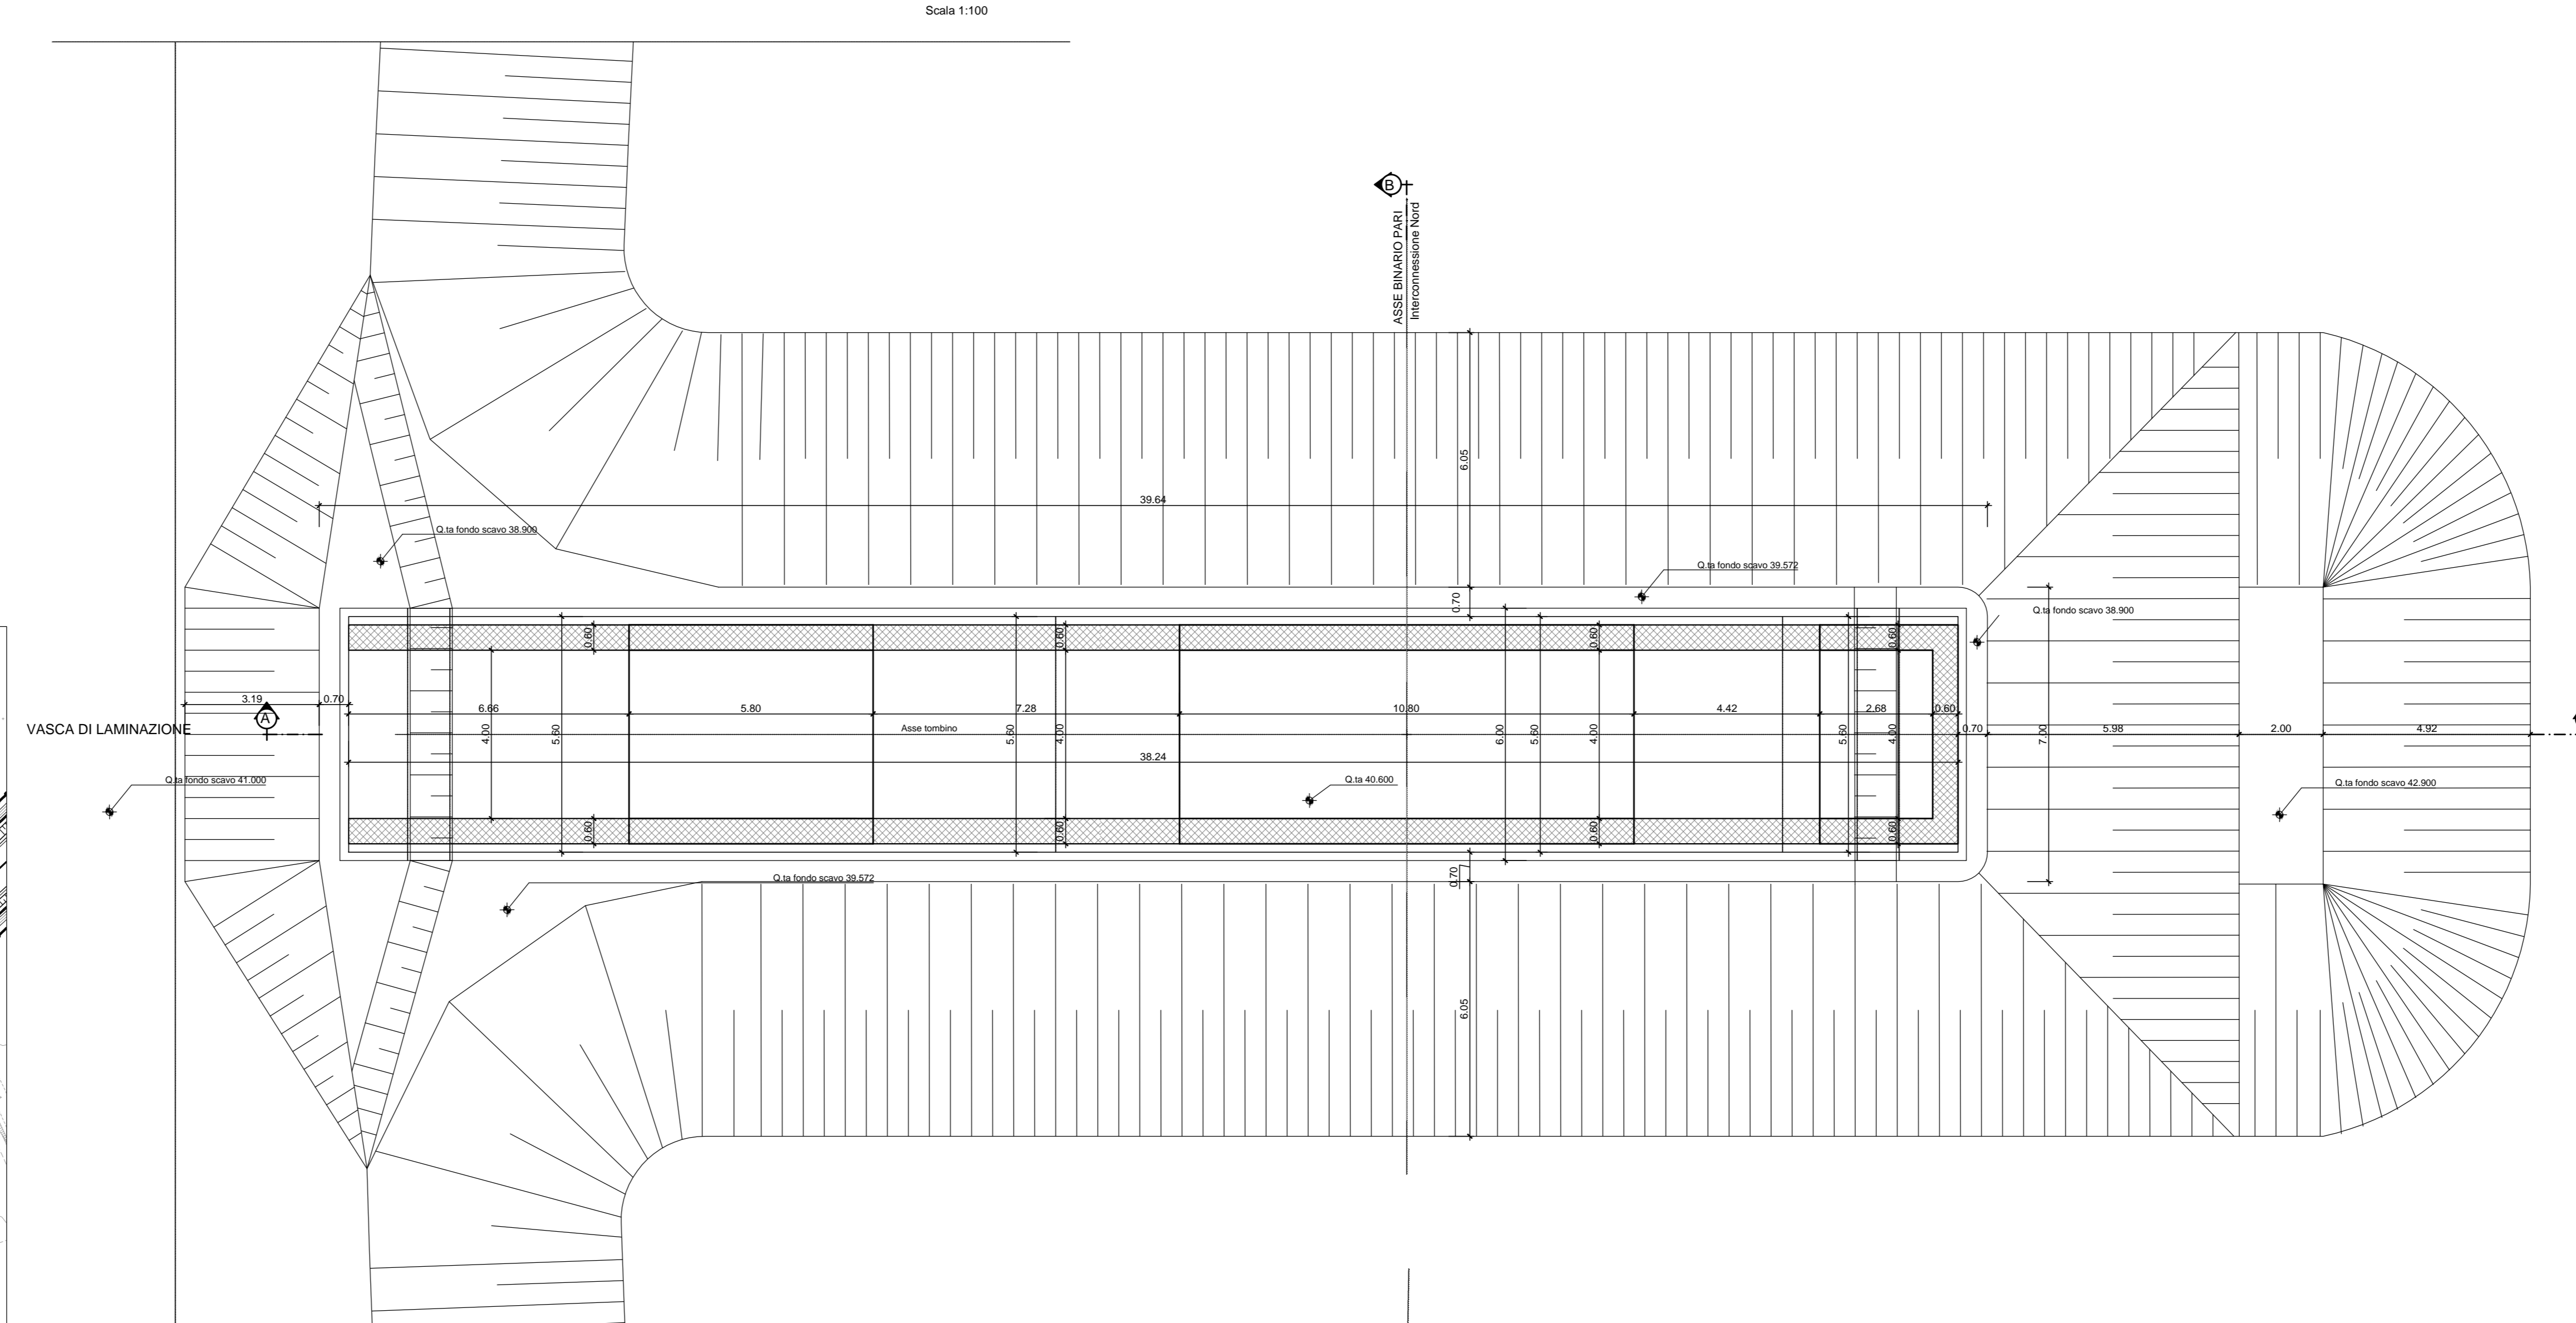 Scala 1:100
B
ASSE BINARIO PARI
Interconnessione Nord
6.05
39.64
Q.ta fondo scavo 38.900
Q.ta fondo scavo 39.572
0.70
Q.ta fondo scavo 38.900
0.60
0.60
0.60
0.60
3.19
0.70
A
VASCA DI LAMINAZIONE
6.66
5.80
7.28
10.80
4.42
2.68
0.60
4.00
5.60
Asse tombino
5.60
4.00
6.00
5.60
4.00
5.60
4.00
0.70
7.00
5.98
2.00
4.92
38.24
Q.ta fondo scavo 41.000
Q.ta 40.600
Q.ta fondo scavo 42.900
0.60
0.60
0.60
0.60
Q.ta fondo scavo 39.572
0.70
6.05